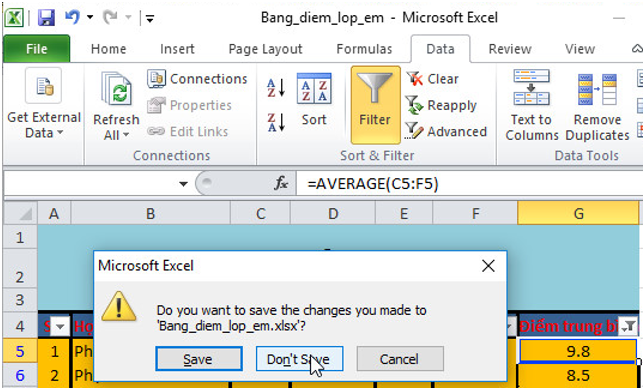 Bang_diem_lop_em - Microsoft Excel
File Home Insert Page Layout Formulas Data Review View
Get External Data
Refresh All
Connections
Properties
Edit Links
Connections
Sort
Filter
Clear
Reapply
Advanced
Sort & Filter
Text to Columns
Remove Duplicates
Data Tools
fx =AVERAGE(C5:F5)
A B C D E F G
1
2
3
4 Điểm trung
5 1 9.8
6 2 8.5
Microsoft Excel
Do you want to save the changes you made to
'Bang_diem_lop_em.xlsx'?
Save Don't Save Cancel